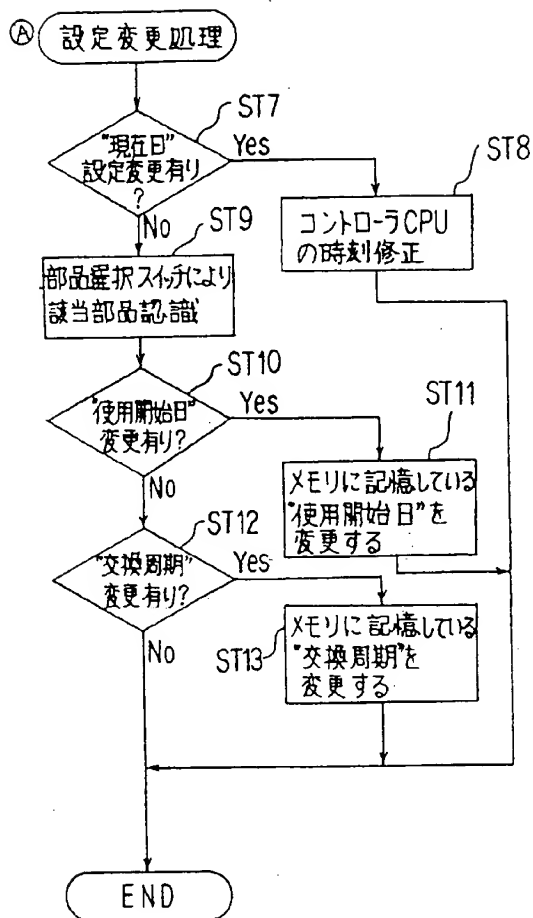 Ⓐ 設定変更処理
ST7
"現在日"
設定変更有り
?
Yes
No
ST8
コントローラCPU
の時刻修正
ST9
部品選択スイッチにより
該当部品認識
ST10
"使用開始日"
変更有り?
Yes
No
ST11
メモリに記憶している
"使用開始日"を
変更する
ST12
"交換周期"
変更有り?
Yes
No
ST13
メモリに記憶している
"交換周期"を
変更する
END